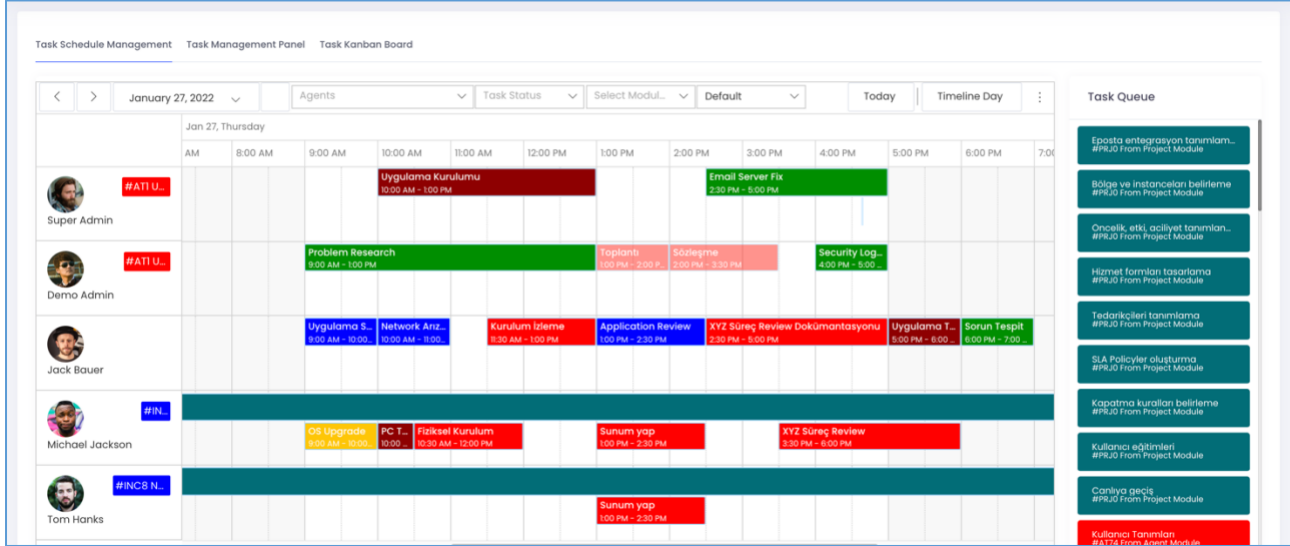 Task Schedule Management Task Management Panel Task Kanban Board
January 27, 2022 Agents Task Status Select Modul... Default Today Timeline Day
Jan 27, Thursday
AM 8:00 AM 9:00 AM 10:00 AM 11:00 AM 12:00 PM 1:00 PM 2:00 PM 3:00 PM 4:00 PM 5:00 PM 6:00 PM 7:00
#AT1 U...
Super Admin
Uygulama Kurulumu
10:00 AM - 1:00 PM
Email Server Fix
2:30 PM - 5:00 PM
#AT1 U...
Demo Admin
Problem Research
9:00 AM - 1:00 PM
Toplantı
1:00 PM - 2:00 P...
Sözleşme
2:00 PM - 3:30 PM
Security Log...
4:00 PM - 5:00 ...
Jack Bauer
Uygulama S...
9:00 AM - 10:00...
Network Arız...
10:00 AM - 11:00...
Kurulum İzleme
11:30 AM - 1:00 PM
Application Review
1:00 PM - 2:30 PM
XYZ Süreç Review Dokümantasyonu
2:30 PM - 5:00 PM
Uygulama T...
5:00 PM - 6:00 ...
Sorun Tespit
6:00 PM - 7:00 ...
#IN...
Michael Jackson
OS Upgrade
9:00 AM - 10:00...
PC T...
10:00 ...
Fiziksel Kurulum
10:30 AM - 12:00 PM
Sunum yap
1:00 PM - 2:30 PM
XYZ Süreç Review
3:30 PM - 6:00 PM
#INC8 N...
Tom Hanks
Sunum yap
1:00 PM - 2:30 PM
Task Queue
Eposta entegrasyon tanımlam...
#PRJ0 From Project Module
Bölge ve instanceları belirleme
#PRJ0 From Project Module
Öncelik, etki, aciliyet tanımlan...
#PRJ0 From Project Module
Hizmet formları tasarlama
#PRJ0 From Project Module
Tedarikçileri tanımlama
#PRJ0 From Project Module
SLA Policyler oluşturma
#PRJ0 From Project Module
Kapatma kuralları belirleme
#PRJ0 From Project Module
Kullanıcı eğitimleri
#PRJ0 From Project Module
Canlıya geçiş
#PRJ0 From Project Module
Kullanıcı Tanımları
#AT74 From Agent Module